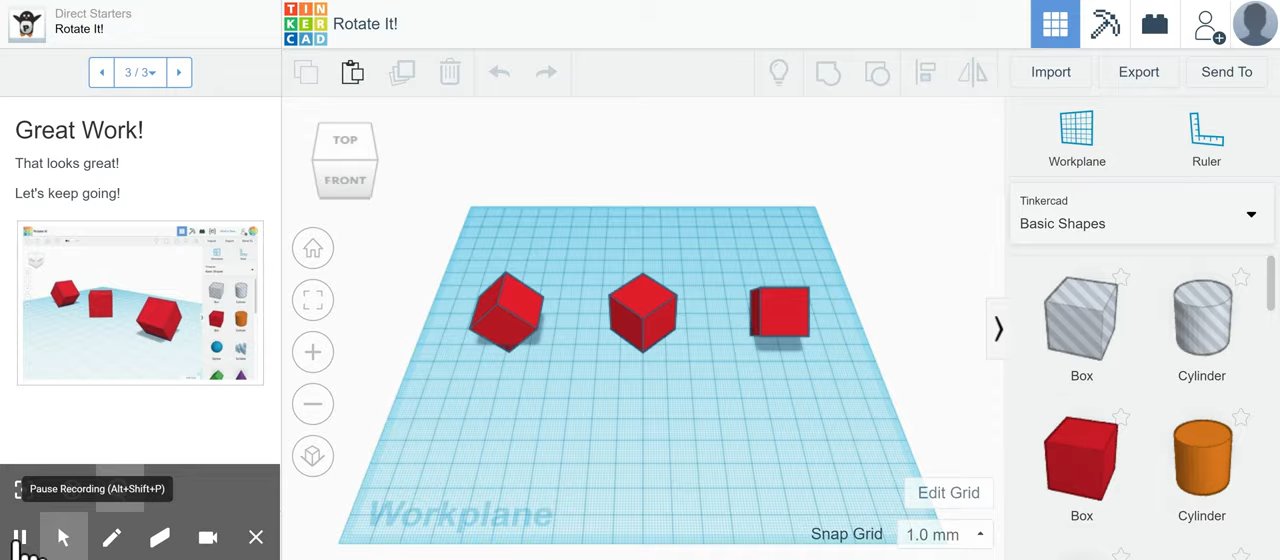 Direct Starters
Rotate It!
TIN
KER
CAD
Rotate It!
3 / 3
Import
Export
Send To
Great Work!
That looks great!
Let's keep going!
TOP
FRONT
Workplane
Ruler
Tinkercad
Basic Shapes
Box
Cylinder
Box
Cylinder
Pause Recording (Alt+Shift+P)
Workplane
Edit Grid
Snap Grid
1.0 mm